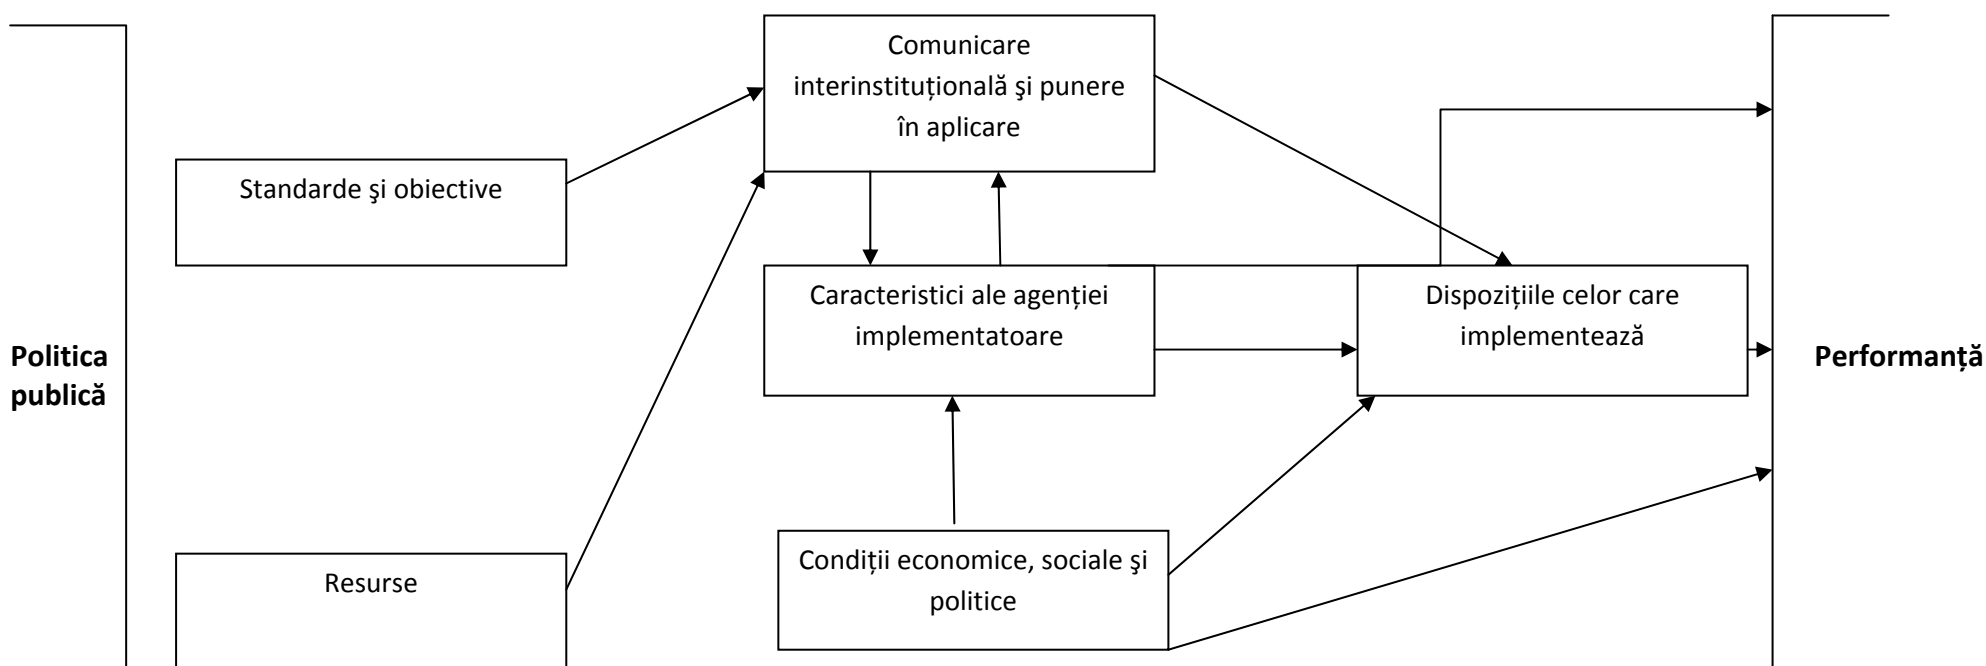 Comunicare
interinstituțională şi punere
în aplicare
Standarde şi obiective
Caracteristici ale agenției
implementatoare
Dispozițiile celor care
implementează
Politica
publică
Performanță
Condiții economice, sociale şi
politice
Resurse